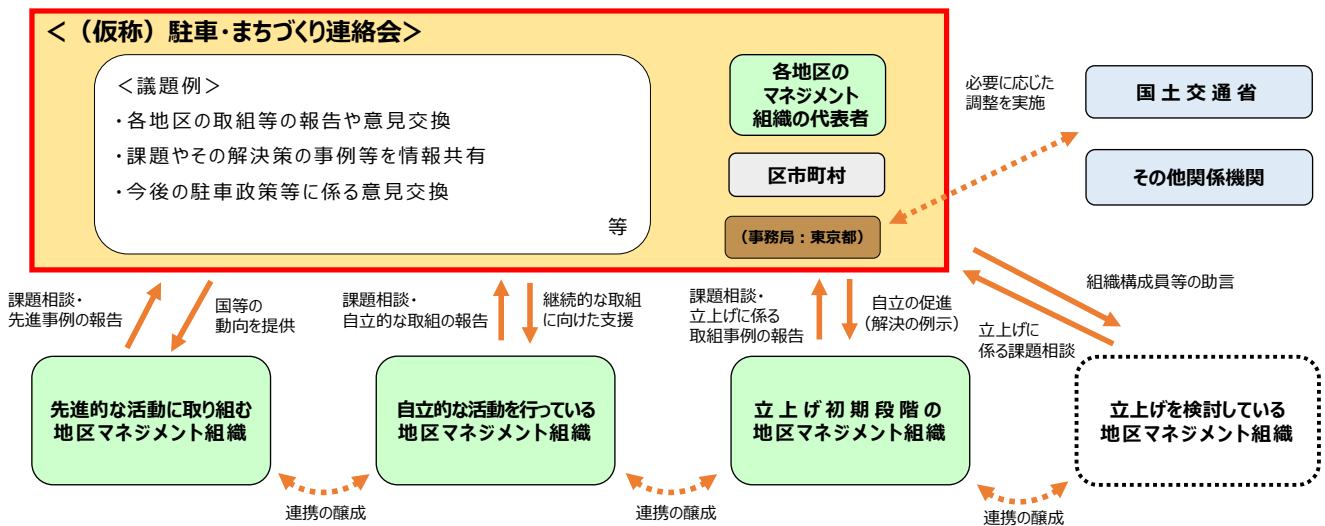 ＜（仮称）駐車・まちづくり連絡会＞
＜議題例＞
・各地区の取組等の報告や意見交換
・課題やその解決策の事例等を情報共有
・今後の駐車政策等に係る意見交換
等
各地区の
マネジメント
組織の代表者
区市町村
（事務局：東京都）
必要に応じた
調整を実施
国土交通省
その他関係機関
課題相談・
先進事例の報告
国等の
動向を提供
課題相談・
自立的な取組の報告
継続的な取組
に向けた支援
課題相談・
立上げに係る
取組事例の報告
自立の促進
（解決の例示）
立上げに
係る課題相談
組織構成員等の助言
先進的な活動に取り組む
地区マネジメント組織
自立的な活動を行っている
地区マネジメント組織
立上げ初期段階の
地区マネジメント組織
立上げを検討している
地区マネジメント組織
連携の醸成
連携の醸成
連携の醸成